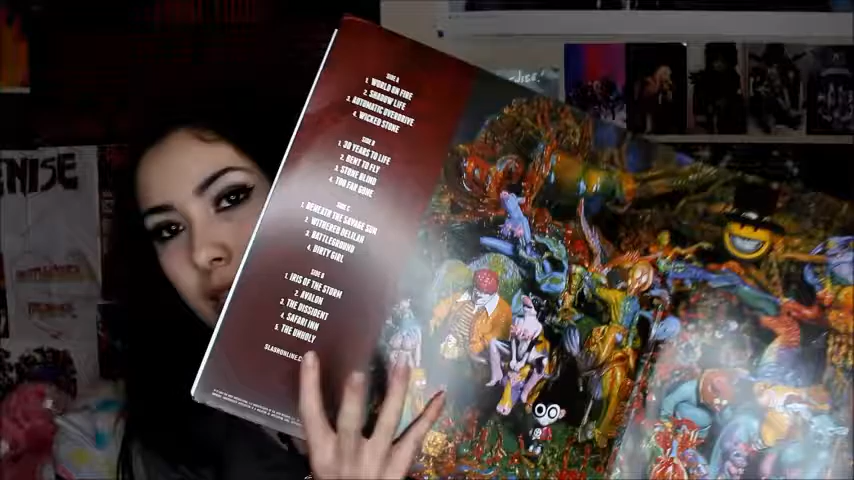 ENISE
SIDE A
1. WORLD ON FIRE
2. SHADOW LIFE
3. AUTOMATIC OVERDRIVE
4. WICKED STONE
SIDE B
1. 30 YEARS TO LIFE
2. BENT TO FLY
3. STONE BLIND
4. TOO FAR GONE
SIDE C
1. BENEATH THE SAVAGE SUN
2. WITHERED DELILAH
3. BATTLEGROUND
4. DIRTY GIRL
SIDE D
1. IRIS OF THE STORM
2. AVALON
3. THE DISSIDENT
4. SAFARI INN
5. THE UNHOLY
SLASHONLINE.C